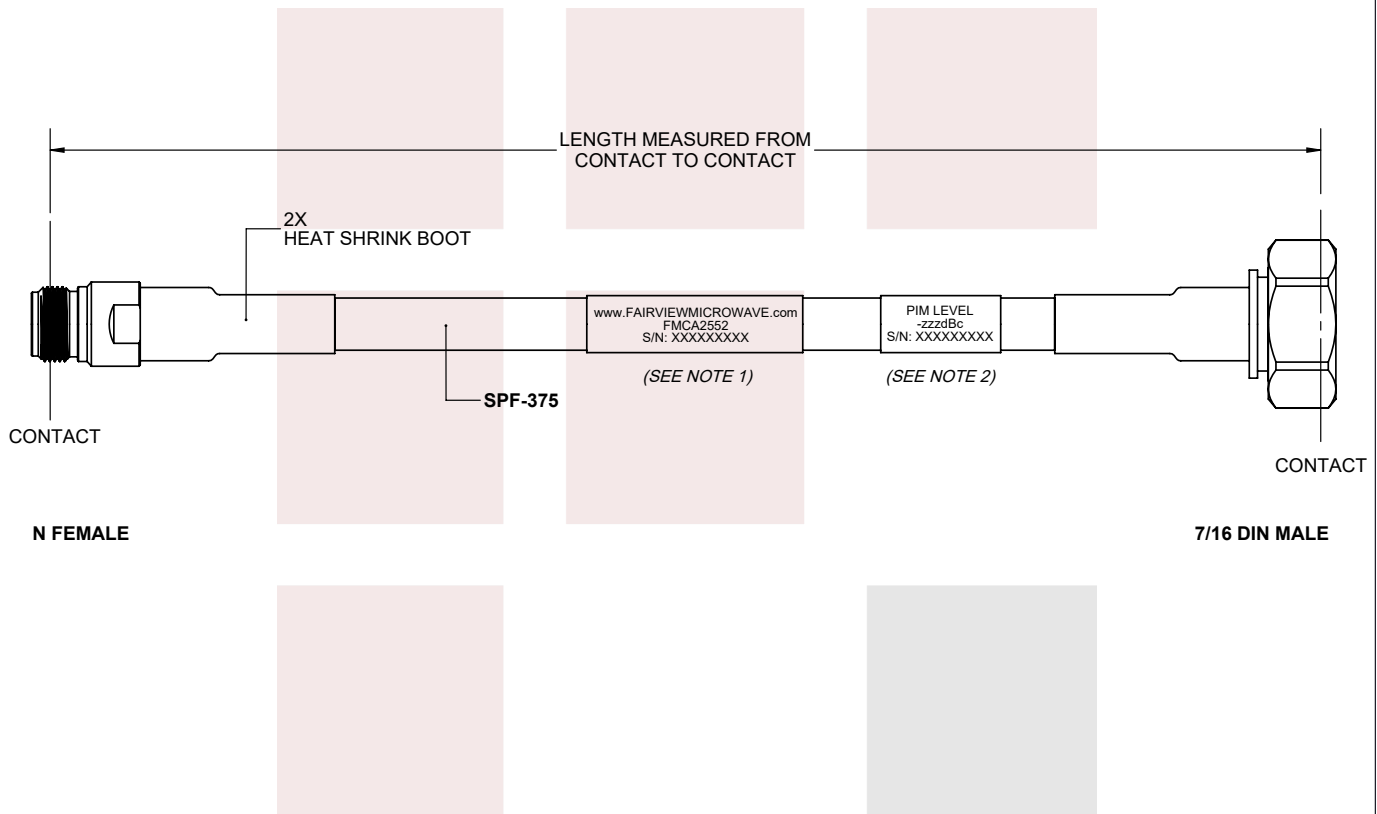 LENGTH MEASURED FROM
CONTACT TO CONTACT
2X
HEAT SHRINK BOOT
www.FAIRVIEWMICROWAVE.com
FMCA2552
S/N: XXXXXXXXX
PIM LEVEL
-zzzdBc
S/N: XXXXXXXXX
(SEE NOTE 1)
(SEE NOTE 2)
SPF-375
CONTACT
CONTACT
N FEMALE
7/16 DIN MALE